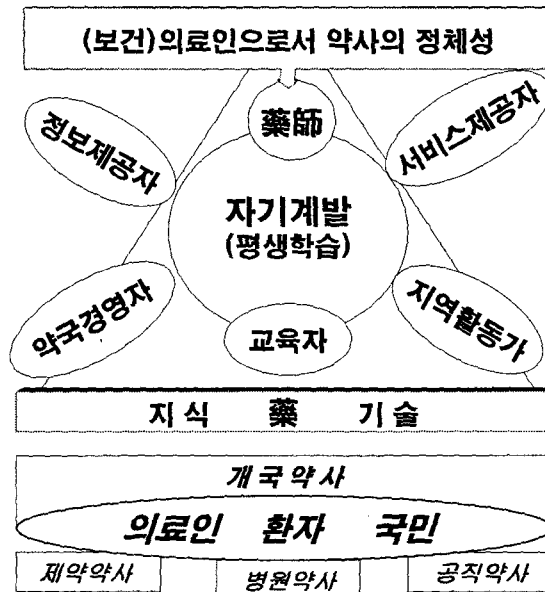 (보건)의료인으로서 약사의 정체성
藥師
정보제공자
서비스제공자
자기계발
(평생학습)
약국경영자
지역활동가
교육자
지식 藥 기술
개국약사
의료인 환자 국민
제약약사 병원약사 공직약사